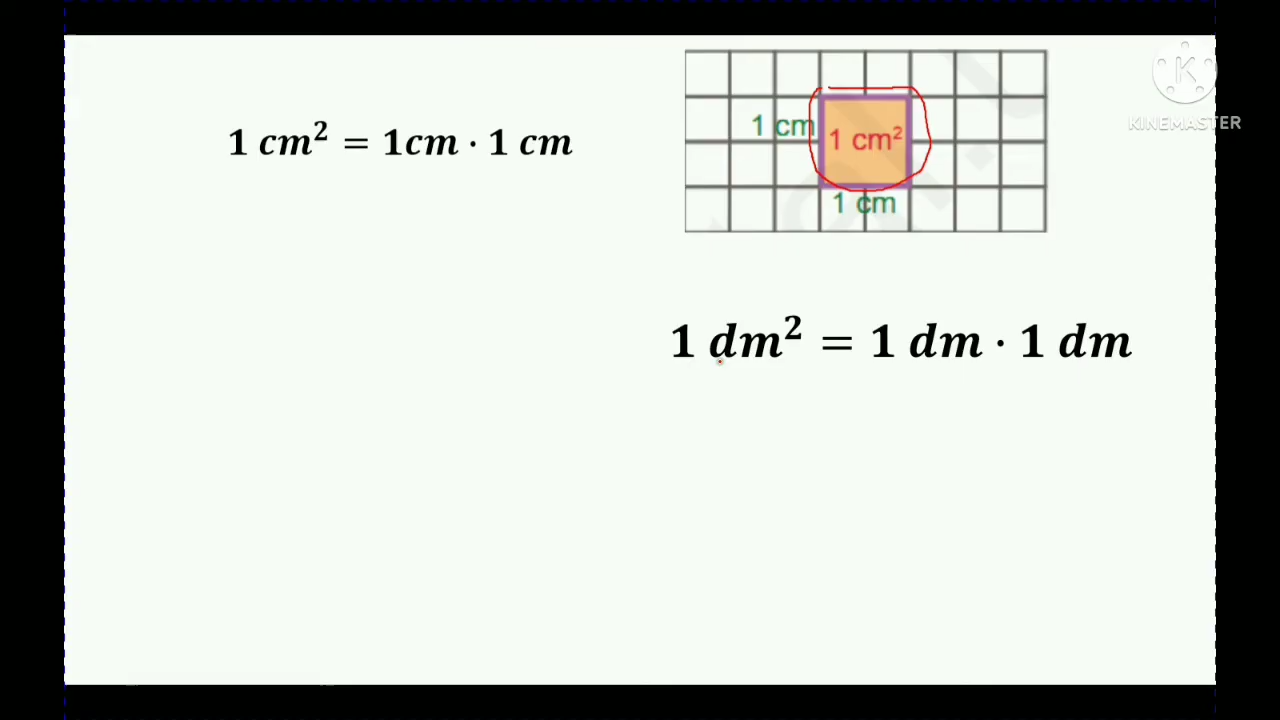 1 cm² = 1cm · 1 cm
1 cm
1 cm²
1 cm
KINEMASTER
1 dm² = 1 dm · 1 dm